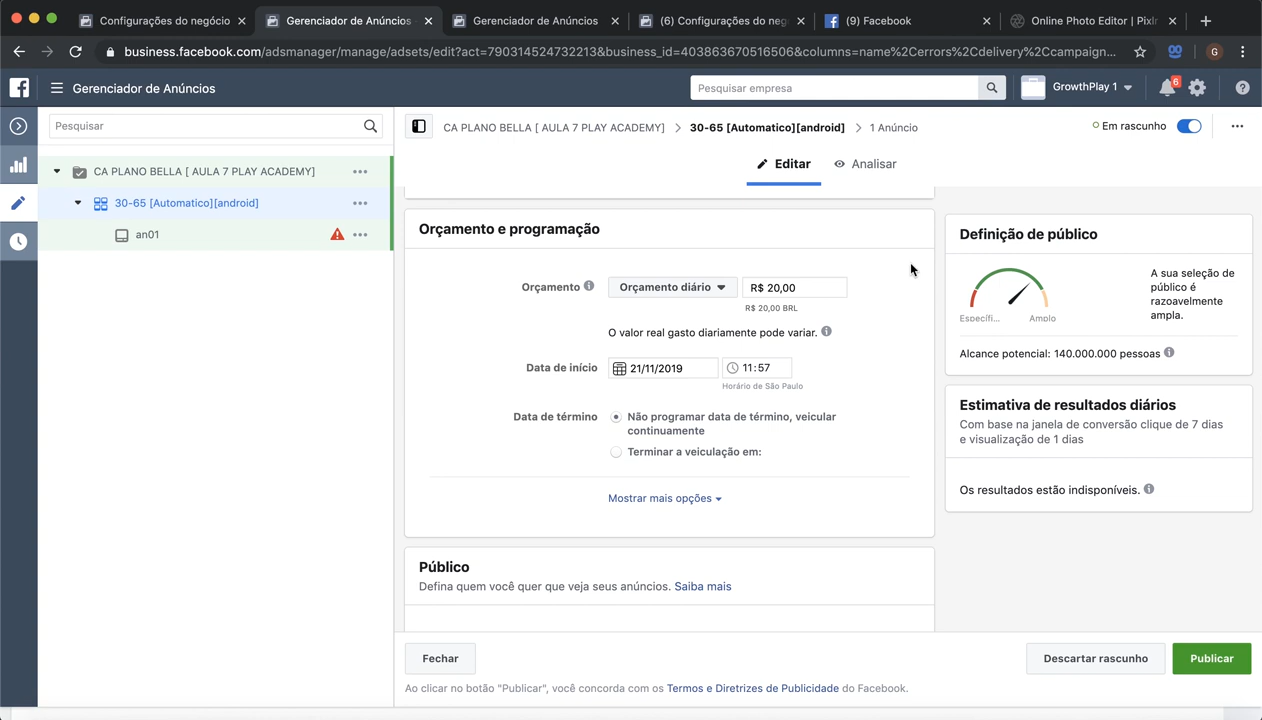 Configurações do negócio
Gerenciador de Anúncios
Gerenciador de Anúncios
(6) Configurações do neg
(9) Facebook
Online Photo Editor | Pixlr
business.facebook.com/adsmanager/manage/adsets/edit?act=790314524732213&business_id=403863670516506&columns=name%2Cerrors%2Cdelivery%2Ccampaign...
G
Gerenciador de Anúncios
Pesquisar empresa
GrowthPlay 1
6
Pesquisar
CA PLANO BELLA [ AULA 7 PLAY ACADEMY]
30-65 [Automatico][android]
an01
CA PLANO BELLA [ AULA 7 PLAY ACADEMY]
30-65 [Automatico][android]
1 Anúncio
Em rascunho
Editar
Analisar
Orçamento e programação
Orçamento
Orçamento diário
R$ 20,00
R$ 20,00 BRL
O valor real gasto diariamente pode variar.
Data de início
21/11/2019
11:57
Horário de São Paulo
Data de término
Não programar data de término, veicular
continuamente
Terminar a veiculação em:
Mostrar mais opções
Público
Defina quem você quer que veja seus anúncios. Saiba mais
Definição de público
Específi...
Amplo
A sua seleção de
público é
razoavelmente
ampla.
Alcance potencial: 140.000.000 pessoas
Estimativa de resultados diários
Com base na janela de conversão clique de 7 dias
e visualização de 1 dias
Os resultados estão indisponíveis.
Fechar
Descartar rascunho
Publicar
Ao clicar no botão "Publicar", você concorda com os Termos e Diretrizes de Publicidade do Facebook.